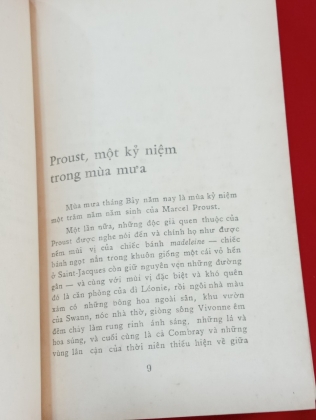 Proust, một kỷ niệm
trong mùa mưa
Mùa mưa tháng Bảy năm nay là mùa kỷ niệm
một trăm năm năm sinh của Marcel Proust.
Một lần nữa, những độc giả quen thuộc của
Proust được nghe nói đến và chính họ như được
nếm mùi vị của chiếc bánh madeleine — chiếc
bánh ngọt nằn trong khuôn giống một cái vỏ hến
ở Saint-Jacques còn giữ nguyên vẹn những đường
gân — và cùng với mùi vị đặc biệt và khó quên
đó là căn phòng của dì Léonie, rồi ngôi nhà màu
xám có những bông hoa ngoài sân, khu vườn
của Swann, nóc nhà thờ, giòng sông Vivonne êm
đềm chảy làm rung rinh ánh sáng, những lá và
hoa súng, và cuối cùng là cả Combray và những
vùng lân cận của thời niên thiếu hiện về giữa
9